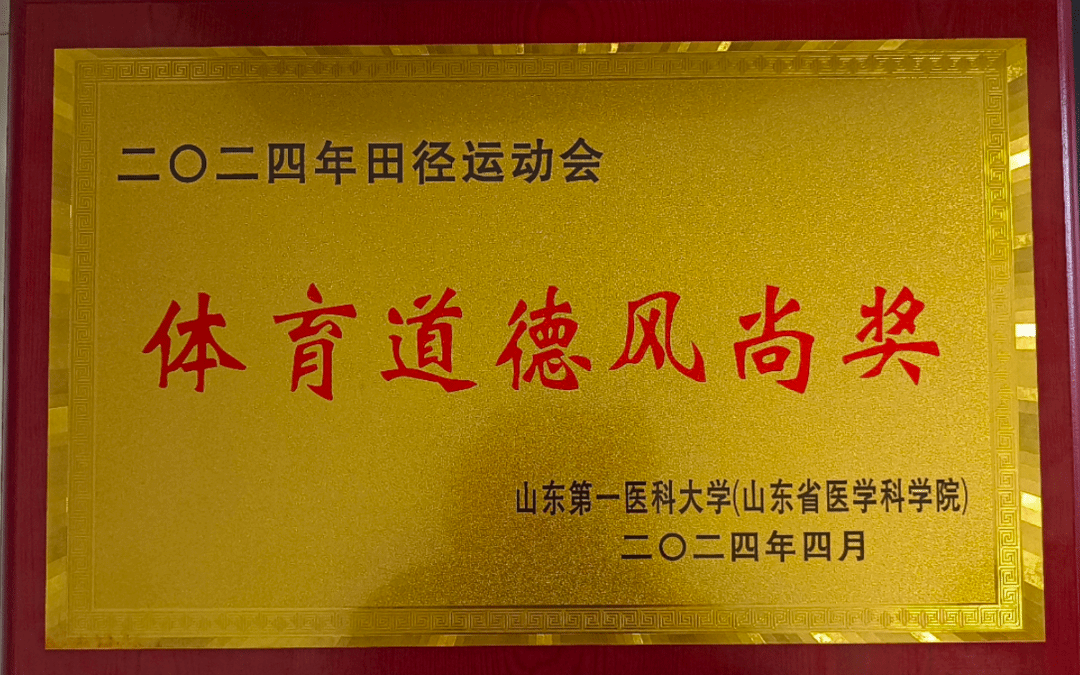 二〇二四年田径运动会
体育道德风尚奖
山东第一医科大学(山东省医学科学院)
二〇二四年四月